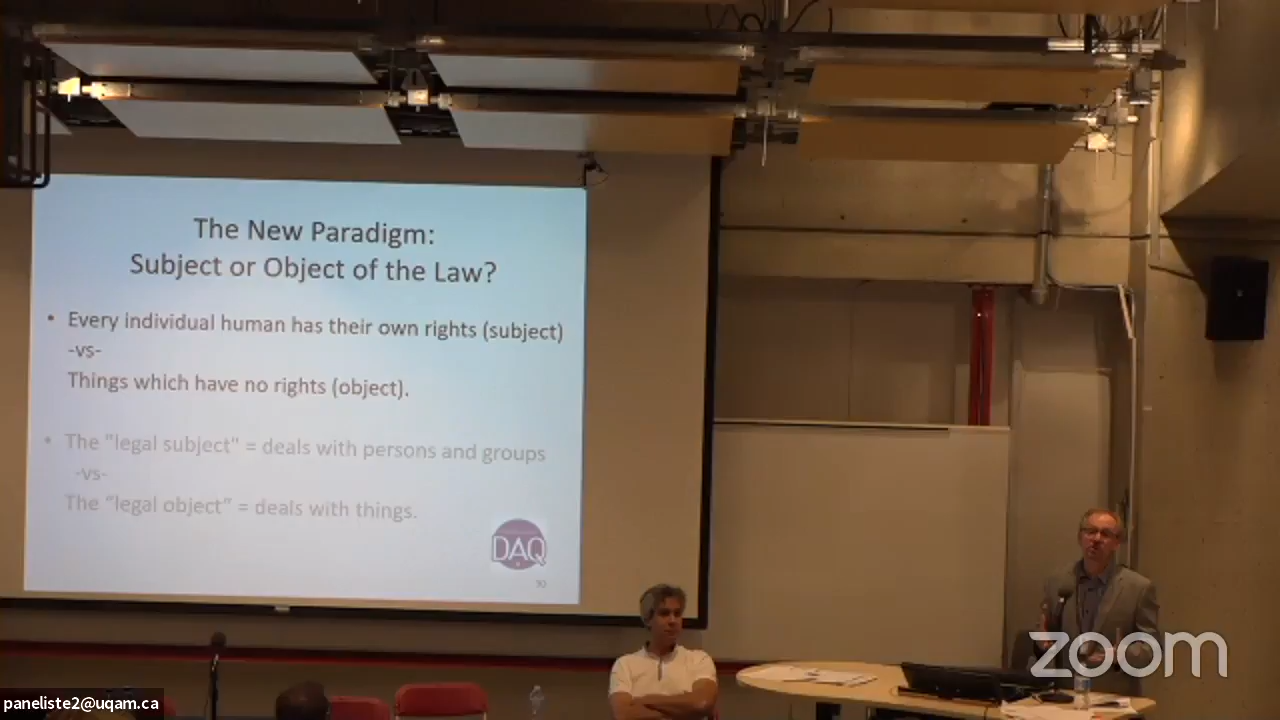 The New Paradigm:
Subject or Object of the Law?
• Every individual human has their own rights (subject)
-vs-
Things which have no rights (object).
• The "legal subject" = deals with persons and groups
-vs-
The "legal object" = deals with things.
DAQ
30
zoom
paneliste2@uqam.ca